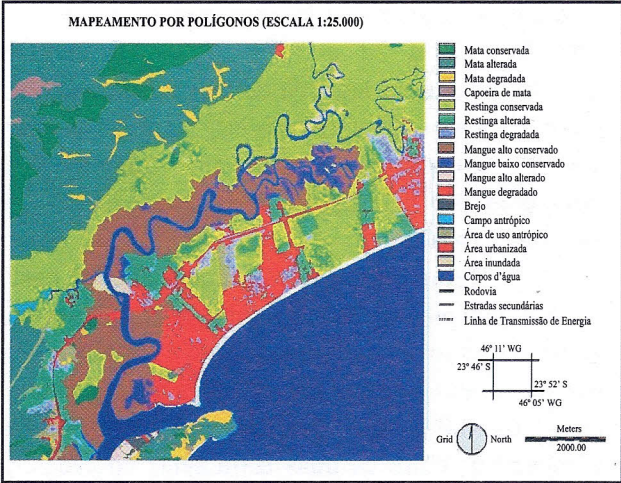 MAPEAMENTO POR POLÍGONOS (ESCALA 1:25.000)
Mata conservada
Mata alterada
Mata degradada
Capoeira de mata
Restinga conservada
Restinga alterada
Restinga degradada
Mangue alto conservado
Mangue baixo conservado
Mangue alto alterado
Mangue degradado
Brejo
Campo antrópico
Área de uso antrópico
Área urbanizada
Área inundada
Corpos d'água
Rodovia
Estradas secundárias
Linha de Transmissão de Energia
46° 11' WG
23° 46' S
23° 52' S
46° 05' WG
Grid North
Meters
2000.00